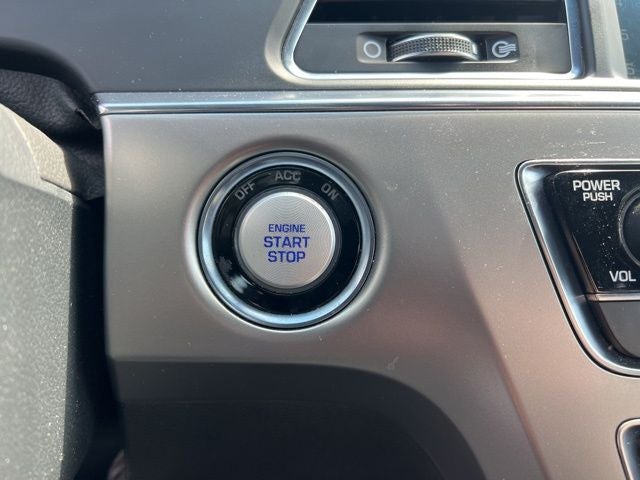 OFF ACC ON
ENGINE
START
STOP
POWER
PUSH
VOL